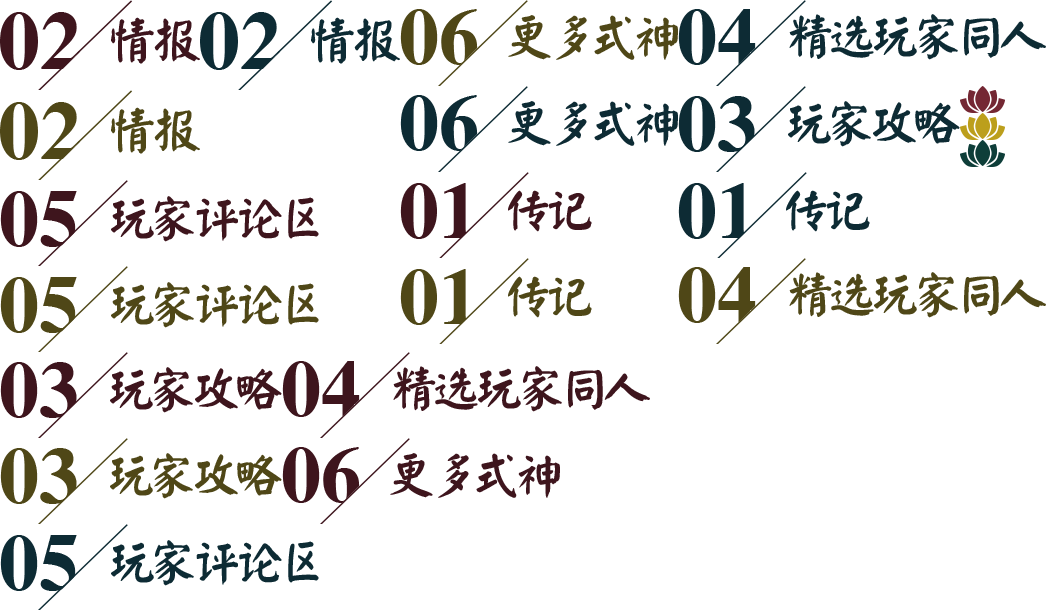 02 情报 02 情报 06 更多式神 04 精选玩家同人
02 情报 06 更多式神 03 玩家攻略
05 玩家评论区 01 传记 01 传记
05 玩家评论区 01 传记 04 精选玩家同人
03 玩家攻略 04 精选玩家同人
03 玩家攻略 06 更多式神
05 玩家评论区